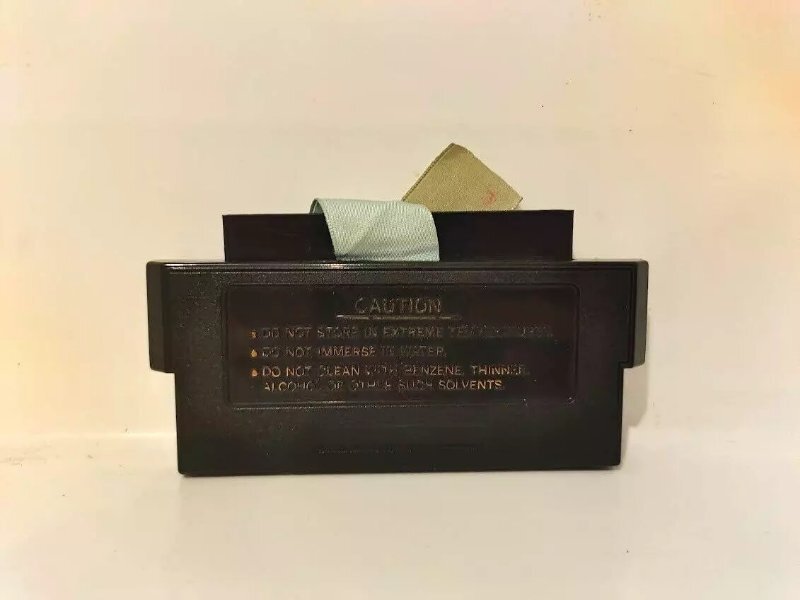 CAUTION
DO NOT STORE IN EXTREME TEMPERATURES.
DO NOT IMMERSE IN WATER.
DO NOT CLEAN WITH BENZENE, THINNER,
ALCOHOL OR OTHER SUCH SOLVENTS.